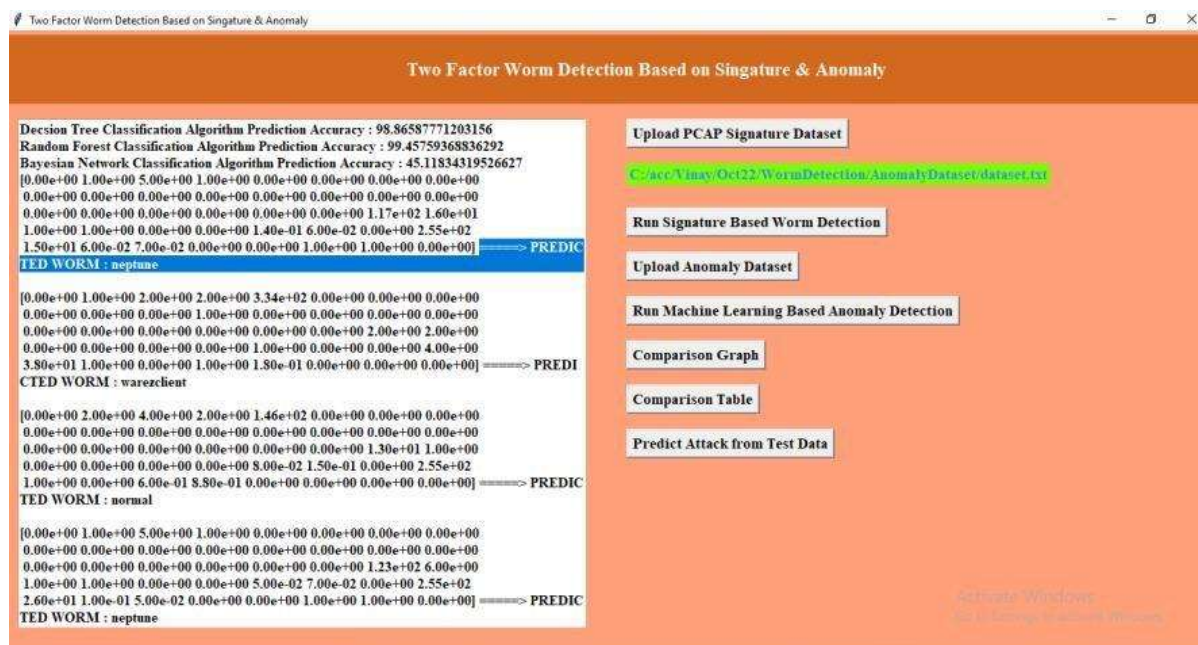 Two Factor Worm Detection Based on Singature & Anomaly
Two Factor Worm Detection Based on Singature & Anomaly
Decsion Tree Classification Algorithm Prediction Accuracy : 98.86587771203156
Random Forest Classification Algorithm Prediction Accuracy : 99.45759368836292
Bayesian Network Classification Algorithm Prediction Accuracy : 45.11834319526627
[0.00e+00 1.00e+00 5.00e+00 1.00e+00 0.00e+00 0.00e+00 0.00e+00 0.00e+00
0.00e+00 0.00e+00 0.00e+00 0.00e+00 0.00e+00 0.00e+00 0.00e+00 0.00e+00
0.00e+00 0.00e+00 0.00e+00 0.00e+00 0.00e+00 0.00e+00 1.17e+02 1.60e+01
1.00e+00 1.00e+00 0.00e+00 0.00e+00 1.40e-01 6.00e-02 0.00e+00 2.55e+02
1.50e+01 6.00e-02 7.00e-02 0.00e+00 0.00e+00 1.00e+00 1.00e+00 0.00e+00] =====> PREDIC
TED WORM : neptune
[0.00e+00 1.00e+00 2.00e+00 2.00e+00 3.34e+02 0.00e+00 0.00e+00 0.00e+00
0.00e+00 0.00e+00 0.00e+00 1.00e+00 0.00e+00 0.00e+00 0.00e+00 0.00e+00
0.00e+00 0.00e+00 0.00e+00 0.00e+00 0.00e+00 0.00e+00 2.00e+00 2.00e+00
0.00e+00 0.00e+00 0.00e+00 0.00e+00 1.00e+00 0.00e+00 0.00e+00 4.00e+00
3.80e+01 1.00e+00 0.00e+00 1.00e+00 1.80e-01 0.00e+00 0.00e+00 0.00e+00] =====> PREDI
CTED WORM : warezclient
[0.00e+00 2.00e+00 4.00e+00 2.00e+00 1.46e+02 0.00e+00 0.00e+00 0.00e+00
0.00e+00 0.00e+00 0.00e+00 0.00e+00 0.00e+00 0.00e+00 0.00e+00 0.00e+00
0.00e+00 0.00e+00 0.00e+00 0.00e+00 0.00e+00 0.00e+00 1.30e+01 1.00e+00
0.00e+00 0.00e+00 0.00e+00 0.00e+00 8.00e-02 1.50e-01 0.00e+00 2.55e+02
1.00e+00 0.00e+00 6.00e-01 8.80e-01 0.00e+00 0.00e+00 0.00e+00 0.00e+00] =====> PREDIC
TED WORM : normal
[0.00e+00 1.00e+00 5.00e+00 1.00e+00 0.00e+00 0.00e+00 0.00e+00 0.00e+00
0.00e+00 0.00e+00 0.00e+00 0.00e+00 0.00e+00 0.00e+00 0.00e+00 0.00e+00
0.00e+00 0.00e+00 0.00e+00 0.00e+00 0.00e+00 0.00e+00 1.23e+02 6.00e+00
1.00e+00 1.00e+00 0.00e+00 0.00e+00 5.00e-02 7.00e-02 0.00e+00 2.55e+02
2.60e+01 1.00e-01 5.00e-02 0.00e+00 0.00e+00 1.00e+00 1.00e+00 0.00e+00] =====> PREDIC
TED WORM : neptune
Upload PCAP Signature Dataset
C:/acc/Vinay/Oct22/WormDetection/AnomalyDataset/dataset.txt
Run Signature Based Worm Detection
Upload Anomaly Dataset
Run Machine Learning Based Anomaly Detection
Comparison Graph
Comparison Table
Predict Attack from Test Data
Activate Windows
Go to Settings to activate Windows.